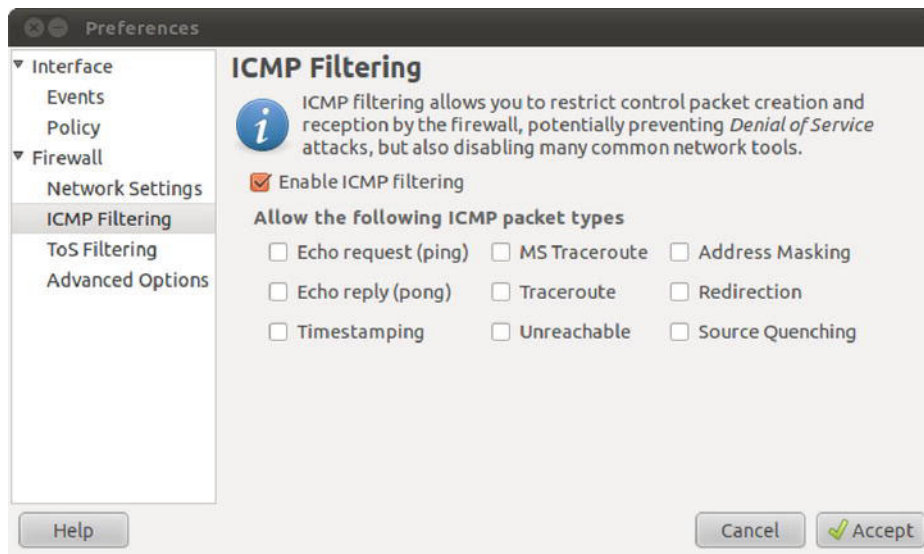 Preferences
Interface
Events
Policy
Firewall
Network Settings
ICMP Filtering
ToS Filtering
Advanced Options
ICMP Filtering
ICMP filtering allows you to restrict control packet creation and
reception by the firewall, potentially preventing Denial of Service
attacks, but also disabling many common network tools.
Enable ICMP filtering
Allow the following ICMP packet types
Echo request (ping) MS Traceroute Address Masking
Echo reply (pong) Traceroute Redirection
Timestamping Unreachable Source Quenching
Help Cancel Accept